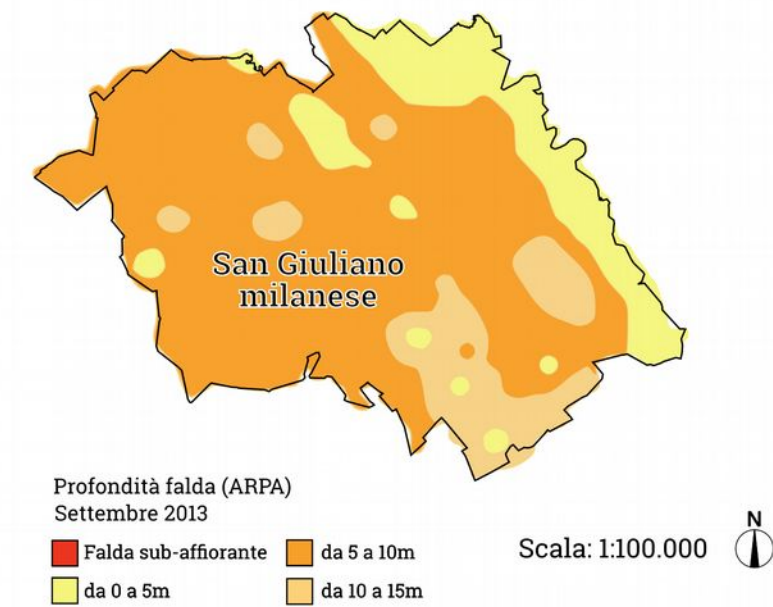 San Giuliano
milanese
Profondità falda (ARPA)
Settembre 2013
Falda sub-affiorante
da 5 a 10m
da 0 a 5m
da 10 a 15m
Scala: 1:100.000
N